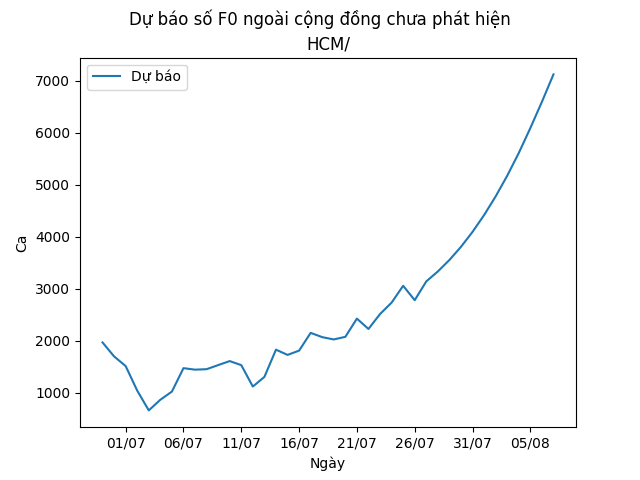 Dự báo số F0 ngoài cộng đồng chưa phát hiện
HCM/
Dự báo
7000
6000
5000
4000
3000
2000
1000
Ca
01/07 06/07 11/07 16/07 21/07 26/07 31/07 05/08
Ngày